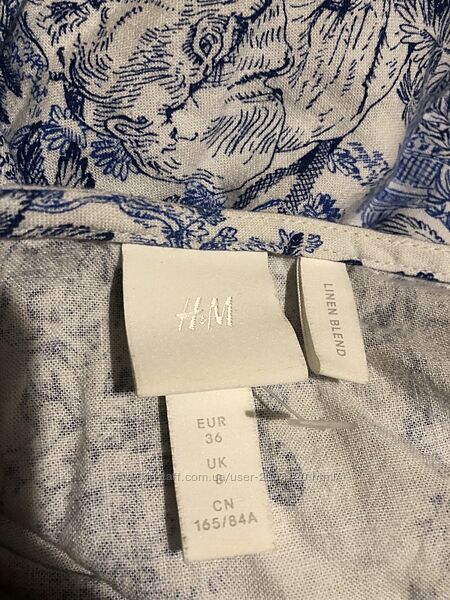 H&M
LINEN BLEND
EUR
36
UK
CN
165/84A